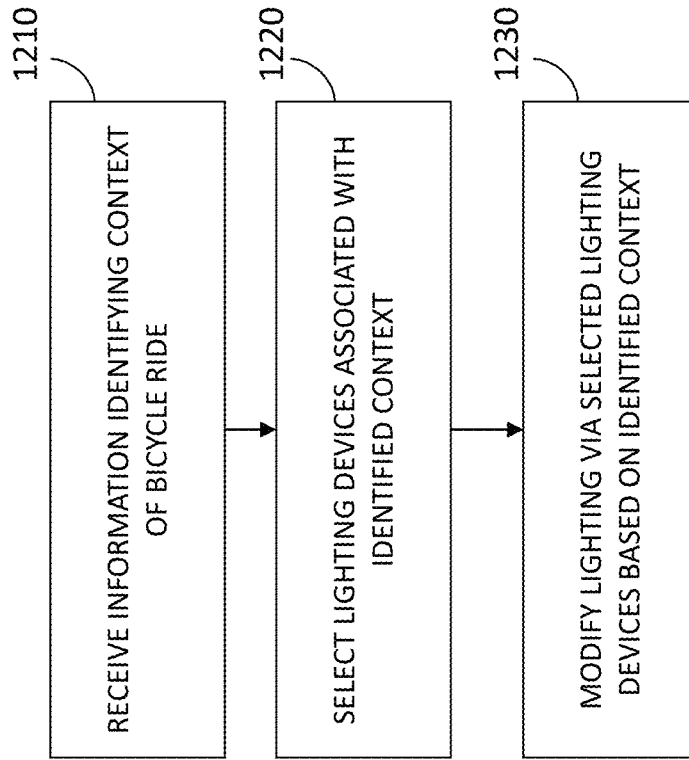 1210
RECEIVE INFORMATION IDENTIFYING CONTEXT
OF BICYCLE RIDE
1220
SELECT LIGHTING DEVICES ASSOCIATED WITH
IDENTIFIED CONTEXT
1230
MODIFY LIGHTING VIA SELECTED LIGHTING
DEVICES BASED ON IDENTIFIED CONTEXT